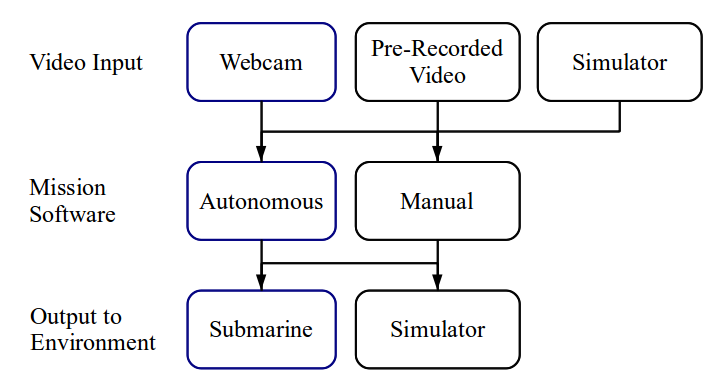 Video Input
Webcam
Pre-Recorded
Video
Simulator
Mission
Software
Autonomous
Manual
Output to
Environment
Submarine
Simulator